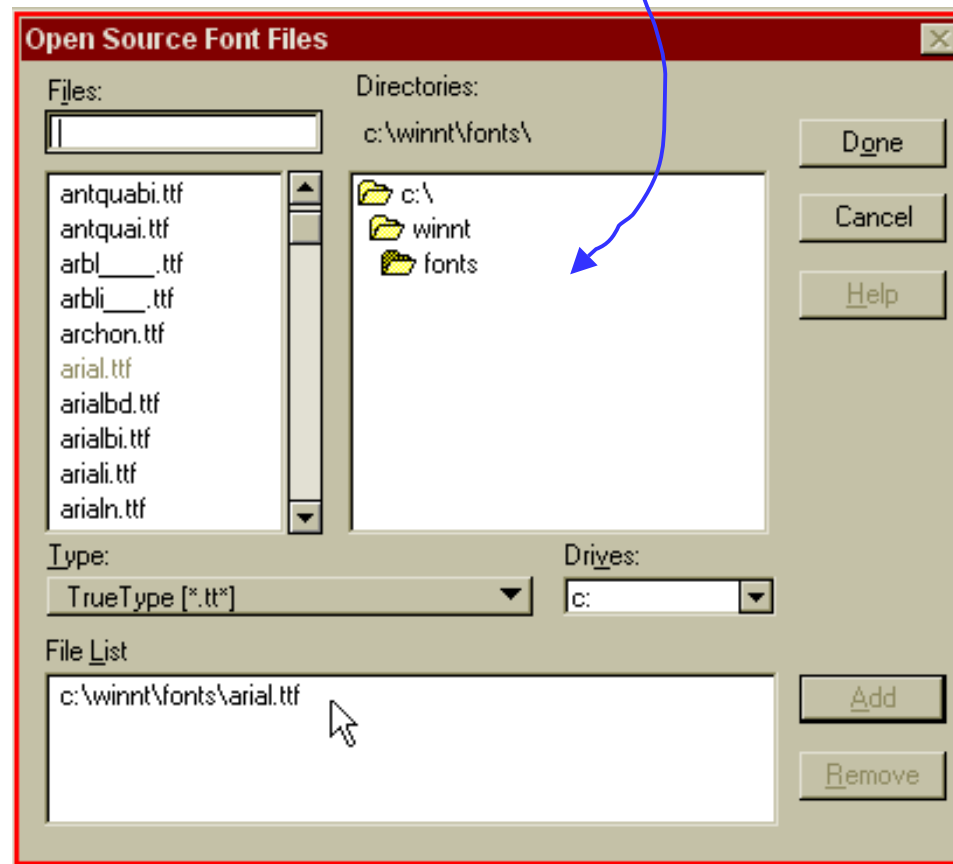 Open Source Font Files
Files:
Directories:
c:\winnt\fonts\
Done
Cancel
Help
antquabi.ttf
antquai.ttf
arbl____.ttf
arbli___.ttf
archon.ttf
arial.ttf
arialbd.ttf
arialbi.ttf
ariali.ttf
arialn.ttf
c:\
winnt
fonts
Type:
TrueType [*.tt*]
Drives:
c:
File List
c:\winnt\fonts\arial.ttf
Add
Remove